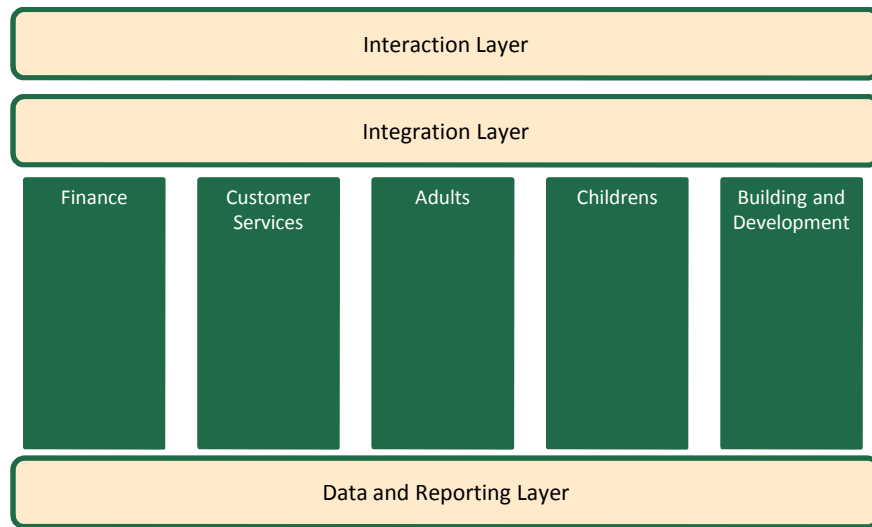 Interaction Layer
Integration Layer
Finance
Customer
Services
Adults
Childrens
Building and
Development
Data and Reporting Layer